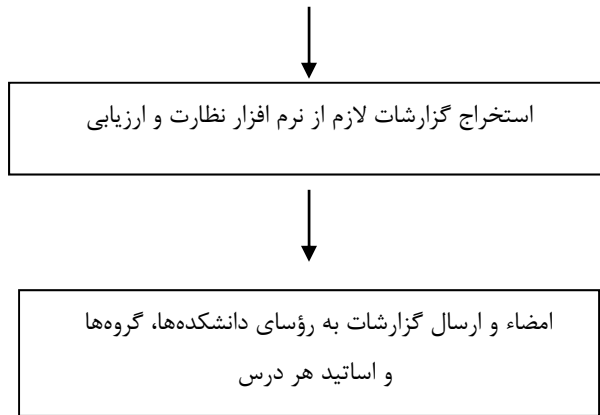 استخراج گزارشات لازم از نرم افزار نظارت و ارزیابی
امضاء و ارسال گزارشات به رؤسای دانشکده‌ها، گروه‌ها
و اساتید هر درس